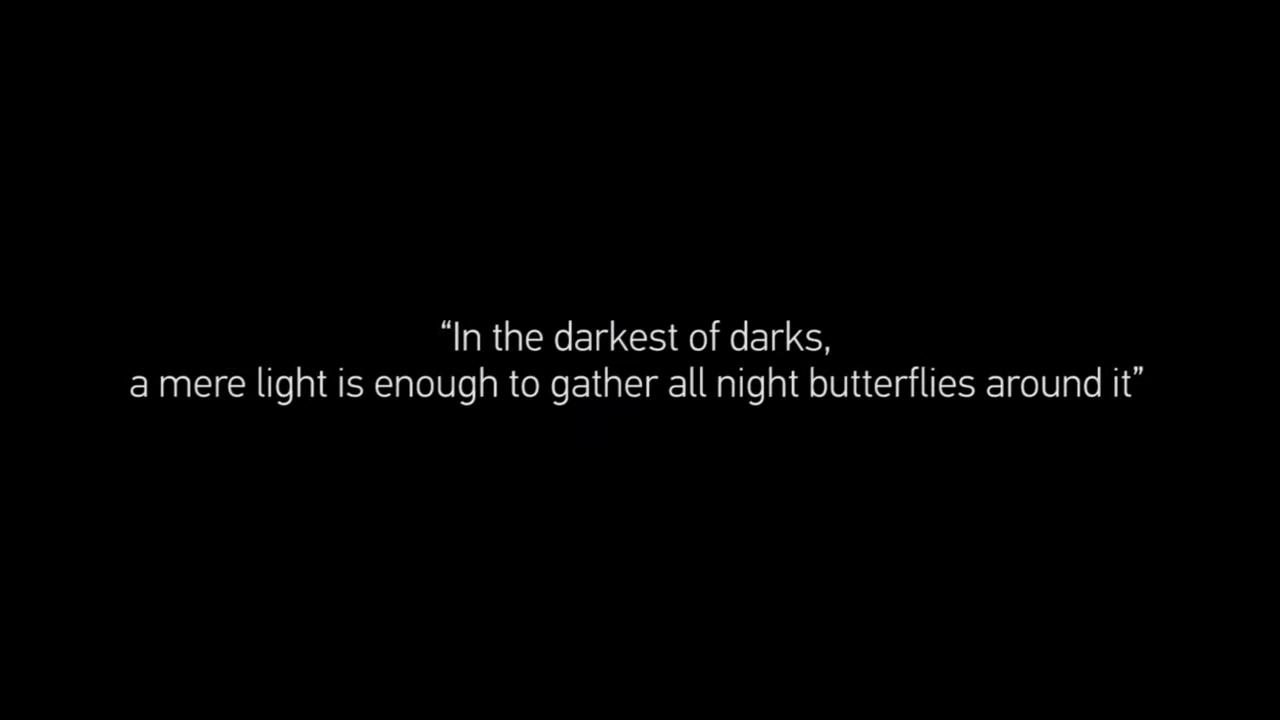 “In the darkest of darks,
a mere light is enough to gather all night butterflies around it”